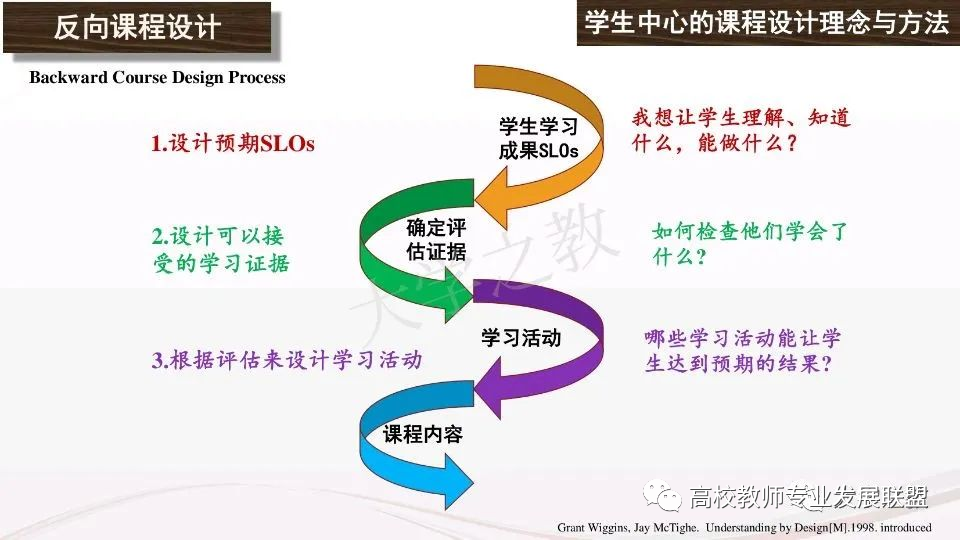 反向课程设计
学生中心的课程设计理念与方法
Backward Course Design Process
1.设计预期SLOs
学生学习
成果SLOs
我想让学生理解、知道
什么，能做什么？
2.设计可以接
受的学习证据
确定评
估证据
如何检查他们学会了
什么?
大学之教
3.根据评估来设计学习活动
学习活动
哪些学习活动能让学
生达到预期的结果?
课程内容
高校教师专业发展联盟
Grant Wiggins, Jay McTighe. Understanding by Design[M].1998. introduced